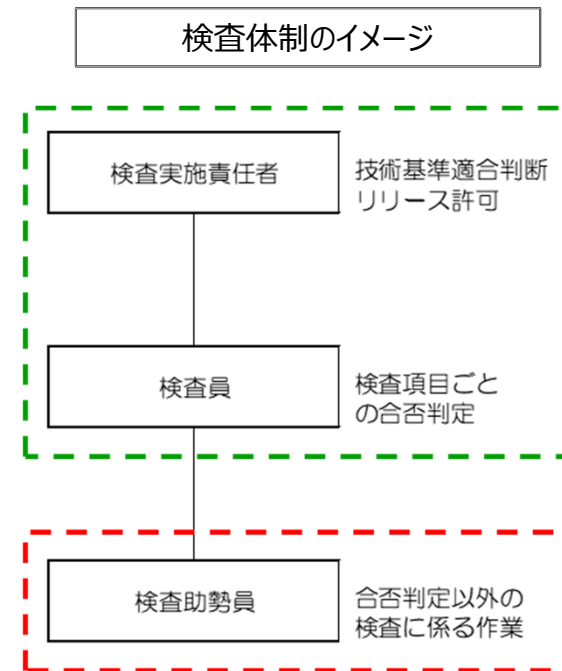 検査体制のイメージ
検査実施責任者
技術基準適合判断
リリース許可
検査員
検査項目ごと
の合否判定
検査助勢員
合否判定以外の
検査に係る作業